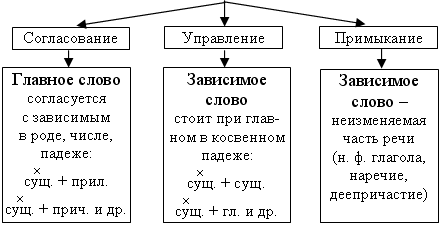 Согласование
Управление
Примыкание
Главное слово
согласуется
с зависимым
в роде, числе,
падеже:
×
сущ. + прил.
×
сущ. + прич. и др.
Зависимое
слово
стоит при глав-
ном в косвенном
падеже:
×
сущ. + сущ.
×
сущ. + гл. и др.
Зависимое
слово –
неизменяемая
часть речи
(н. ф. глагола,
наречие,
деепричастие)